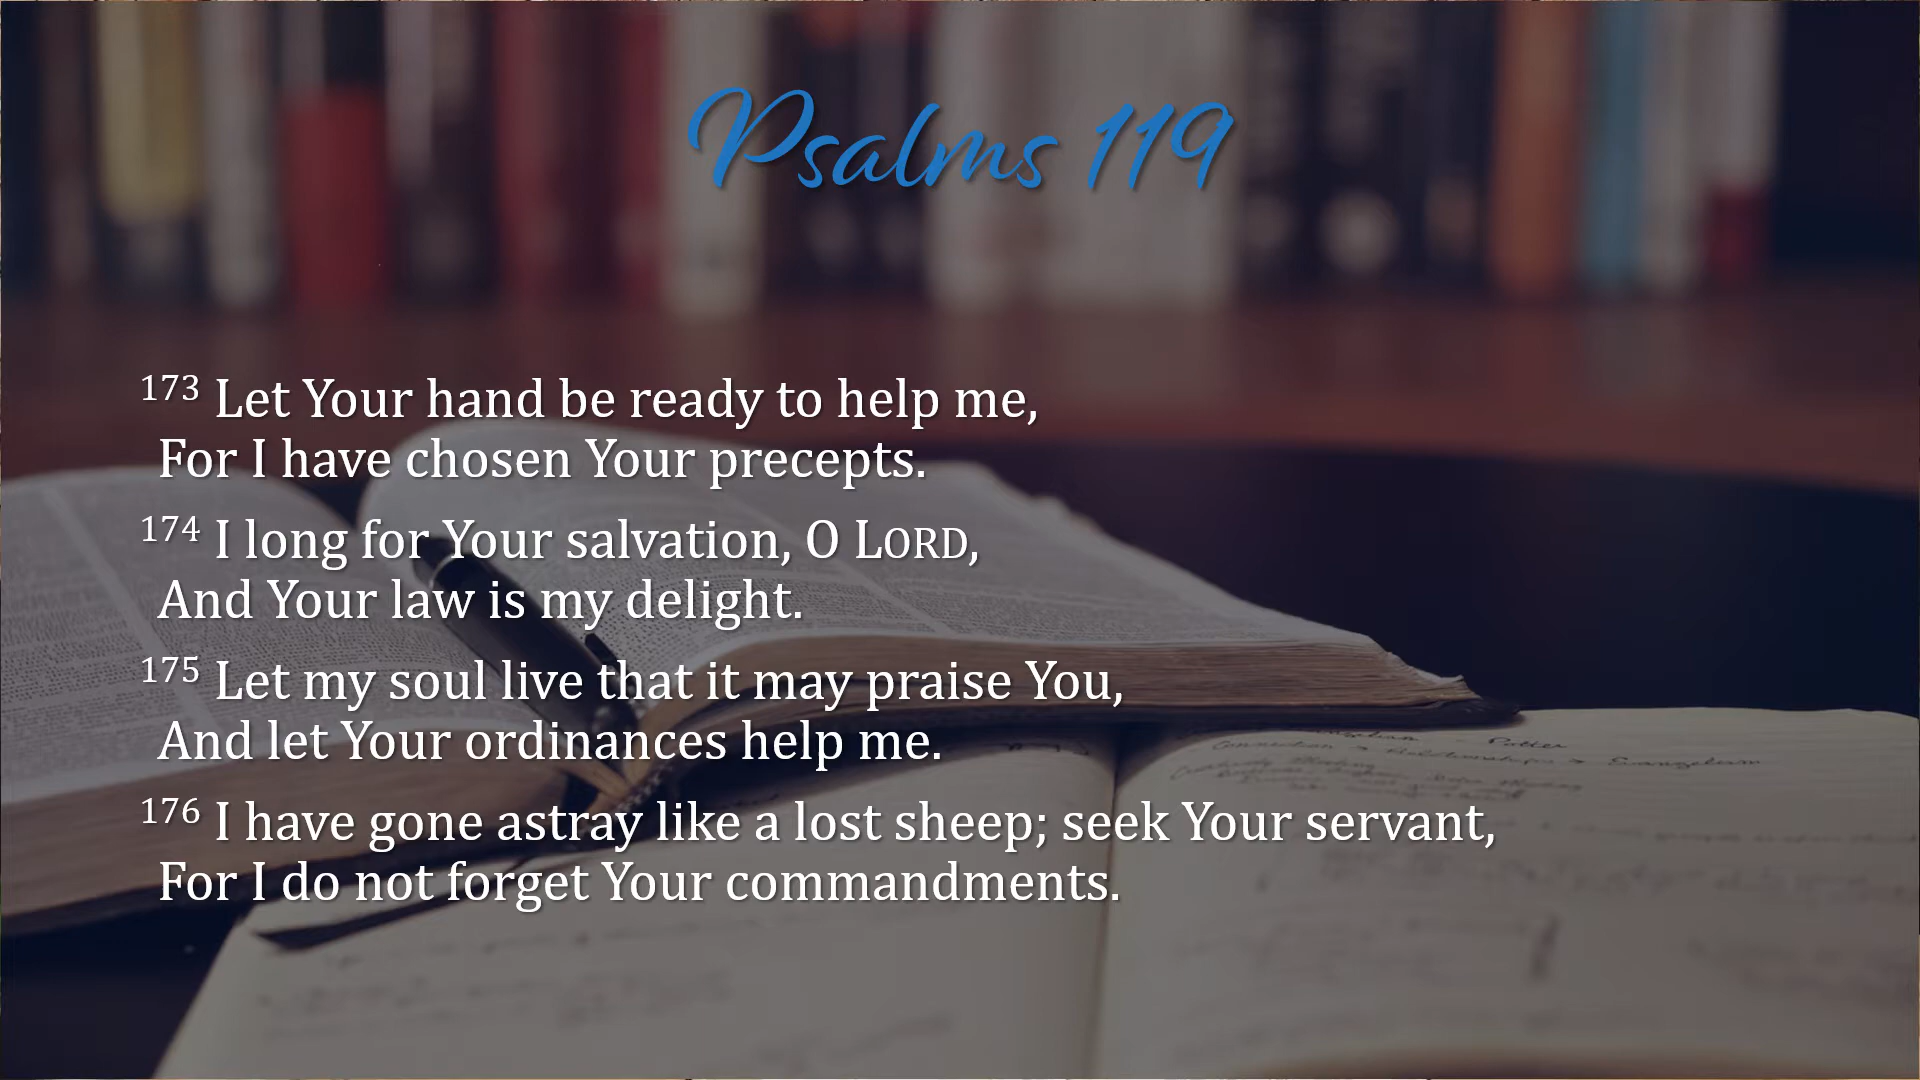 Psalms 119
173 Let Your hand be ready to help me,
For I have chosen Your precepts.
174 I long for Your salvation, O LORD,
And Your law is my delight.
175 Let my soul live that it may praise You,
And let Your ordinances help me.
176 I have gone astray like a lost sheep; seek Your servant,
For I do not forget Your commandments.